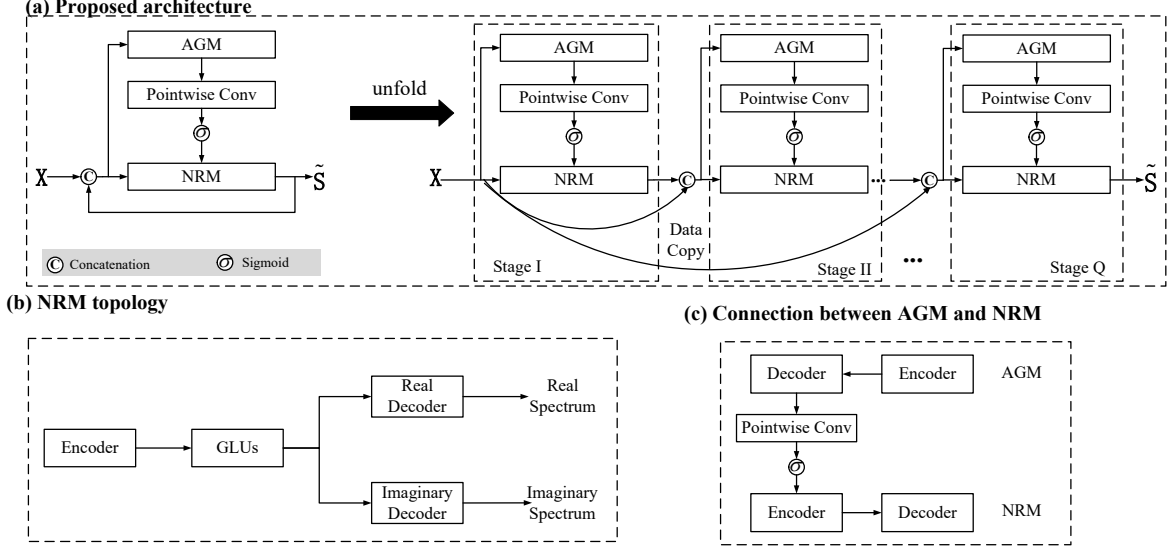 (a) Proposed architecture
AGM
Pointwise Conv
σ
X
C
NRM
S̃
C Concatenation
σ Sigmoid
unfold
AGM
Pointwise Conv
σ
X
NRM
Stage I
C
Data
Copy
AGM
Pointwise Conv
σ
NRM
...
Stage II
...
C
AGM
Pointwise Conv
σ
NRM
S̃
Stage Q
(b) NRM topology
Encoder
GLUs
Real
Decoder
Real
Spectrum
Imaginary
Decoder
Imaginary
Spectrum
(c) Connection between AGM and NRM
Decoder
Encoder
AGM
Pointwise Conv
σ
Encoder
Decoder
NRM